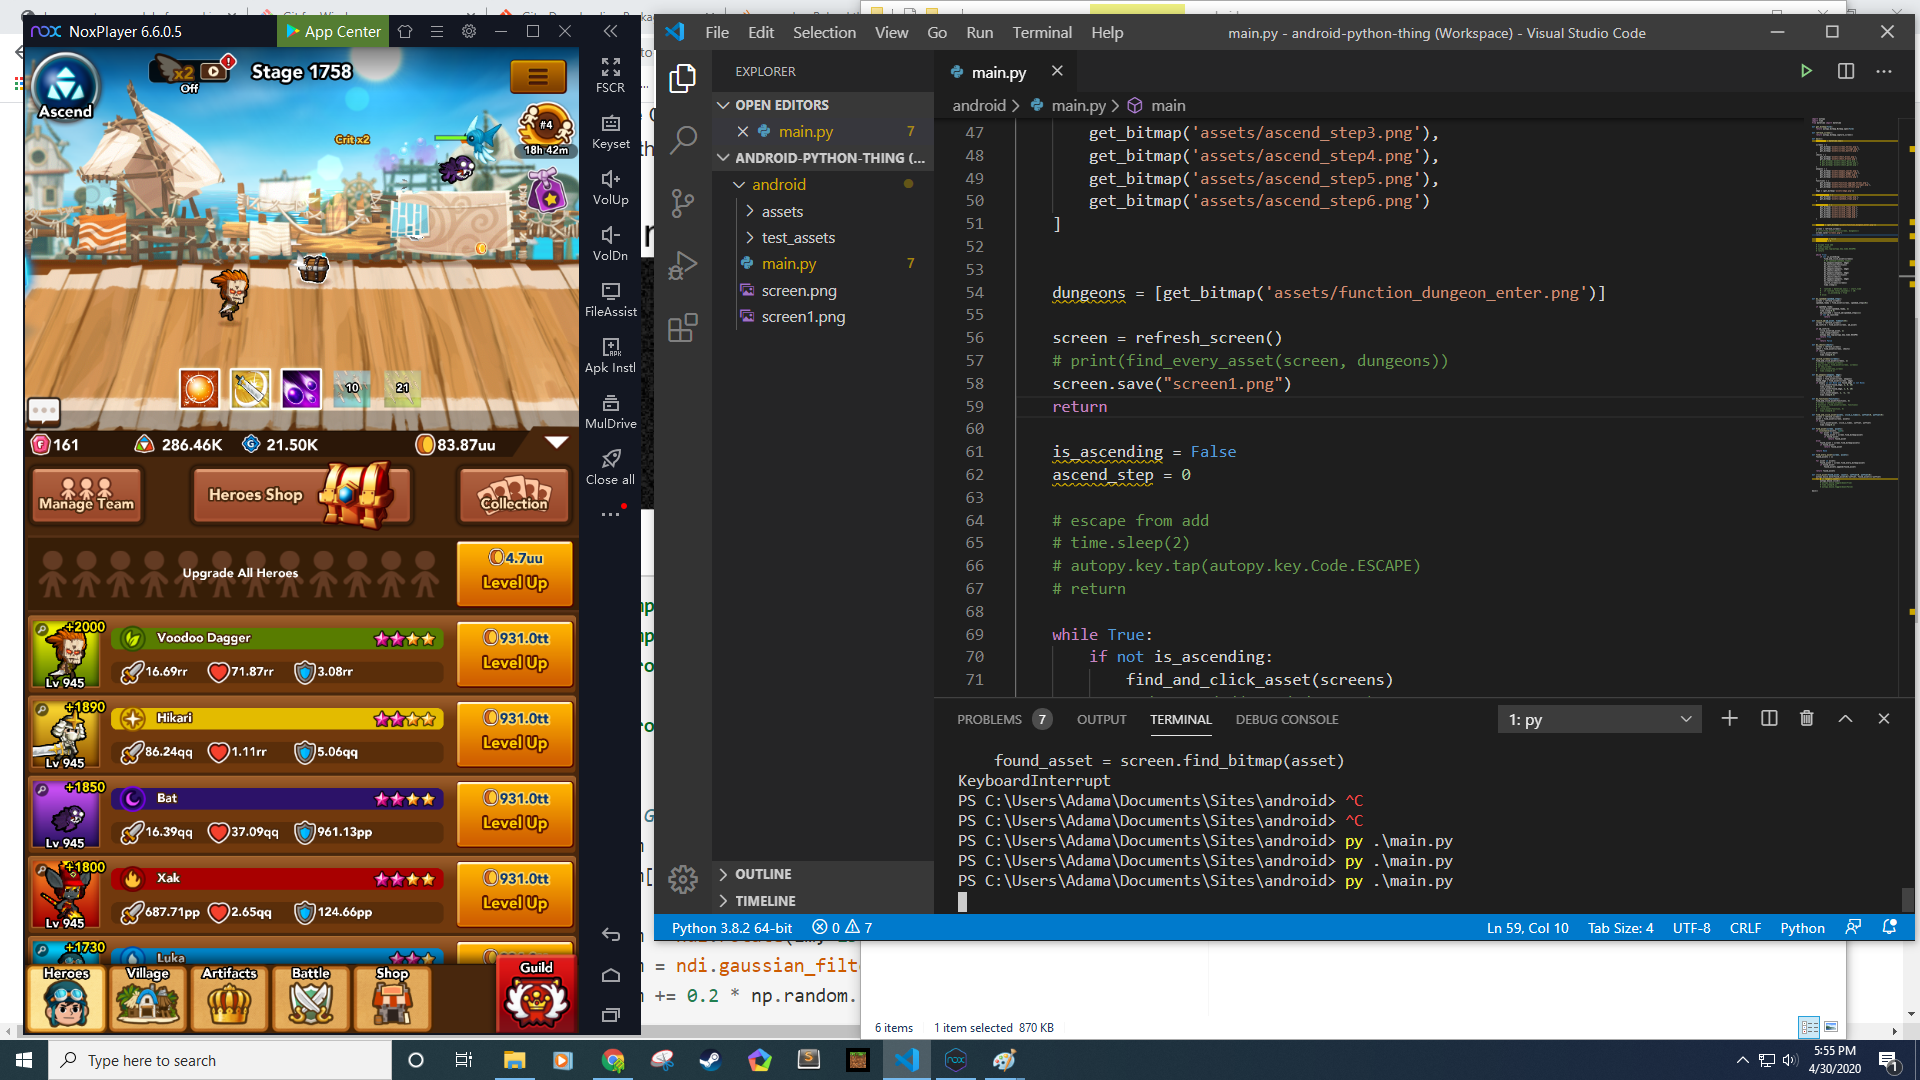 nox NoxPlayer 6.6.0.5
App Center
Ascend
x2
Off
Stage 1758
#4
18h 42m
Crit x2
10
21
161
286.46K
21.50K
83.87uu
Manage Team
Heroes Shop
Collection
Upgrade All Heroes
4.7uu
Level Up
+2000
Voodoo Dagger
Lv 945
16.69rr
71.87rr
3.08rr
931.0tt
Level Up
+1890
Hikari
Lv 945
86.24qq
1.11rr
5.06qq
931.0tt
Level Up
+1850
Bat
Lv 945
16.39qq
37.09qq
961.13pp
931.0tt
Level Up
+1800
Xak
Lv 945
687.71pp
2.65qq
124.66pp
931.0tt
Level Up
+1730
Luka
Heroes
Village
Artifacts
Battle
Shop
Guild
FSCR
Keyset
VolUp
VolDn
FileAssist
Apk Instl
MulDrive
Close all
File Edit Selection View Go Run Terminal Help
main.py - android-python-thing (Workspace) - Visual Studio Code
EXPLORER
OPEN EDITORS
main.py 7
ANDROID-PYTHON-THING (...
android
assets
test_assets
main.py 7
screen.png
screen1.png
OUTLINE
TIMELINE
main.py
android > main.py > main
47 get_bitmap('assets/ascend_step3.png'),
48 get_bitmap('assets/ascend_step4.png'),
49 get_bitmap('assets/ascend_step5.png'),
50 get_bitmap('assets/ascend_step6.png')
51 ]
52
53
54 dungeons = [get_bitmap('assets/function_dungeon_enter.png')]
55
56 screen = refresh_screen()
57 # print(find_every_asset(screen, dungeons))
58 screen.save("screen1.png")
59 return
60
61 is_ascending = False
62 ascend_step = 0
63
64 # escape from add
65 # time.sleep(2)
66 # autopy.key.tap(autopy.key.Code.ESCAPE)
67 # return
68
69 while True:
70 if not is_ascending:
71 find_and_click_asset(screens)
PROBLEMS 7 OUTPUT TERMINAL DEBUG CONSOLE
1: py
found_asset = screen.find_bitmap(asset)
KeyboardInterrupt
PS C:\Users\Adama\Documents\Sites\android> ^C
PS C:\Users\Adama\Documents\Sites\android> ^C
PS C:\Users\Adama\Documents\Sites\android> py .\main.py
PS C:\Users\Adama\Documents\Sites\android> py .\main.py
PS C:\Users\Adama\Documents\Sites\android> py .\main.py
Python 3.8.2 64-bit 0 7
Ln 59, Col 10 Tab Size: 4 UTF-8 CRLF Python
= ndi.gaussian_filt
+= 0.2 * np.random.
6 items 1 item selected 870 KB
Type here to search
nox
5:55 PM
4/30/2020
1